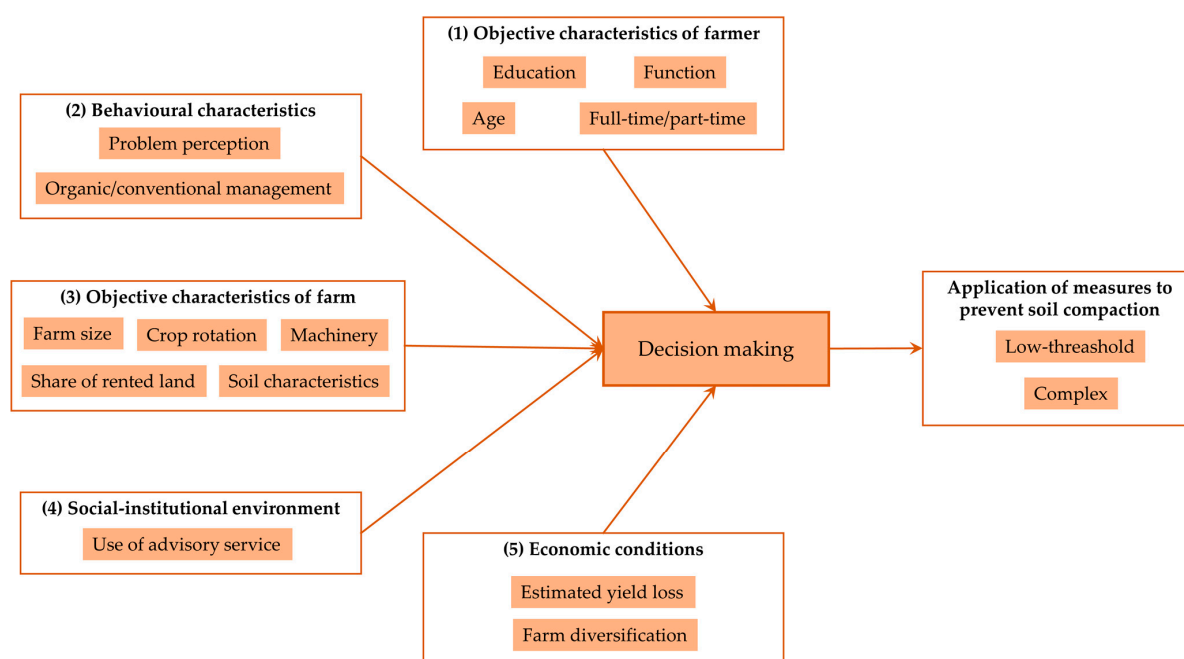 (1) Objective characteristics of farmer
Education
Function
Age
Full-time/part-time
(2) Behavioural characteristics
Problem perception
Organic/conventional management
(3) Objective characteristics of farm
Farm size
Crop rotation
Machinery
Share of rented land
Soil characteristics
(4) Social-institutional environment
Use of advisory service
(5) Economic conditions
Estimated yield loss
Farm diversification
Decision making
Application of measures to
prevent soil compaction
Low-threashold
Complex